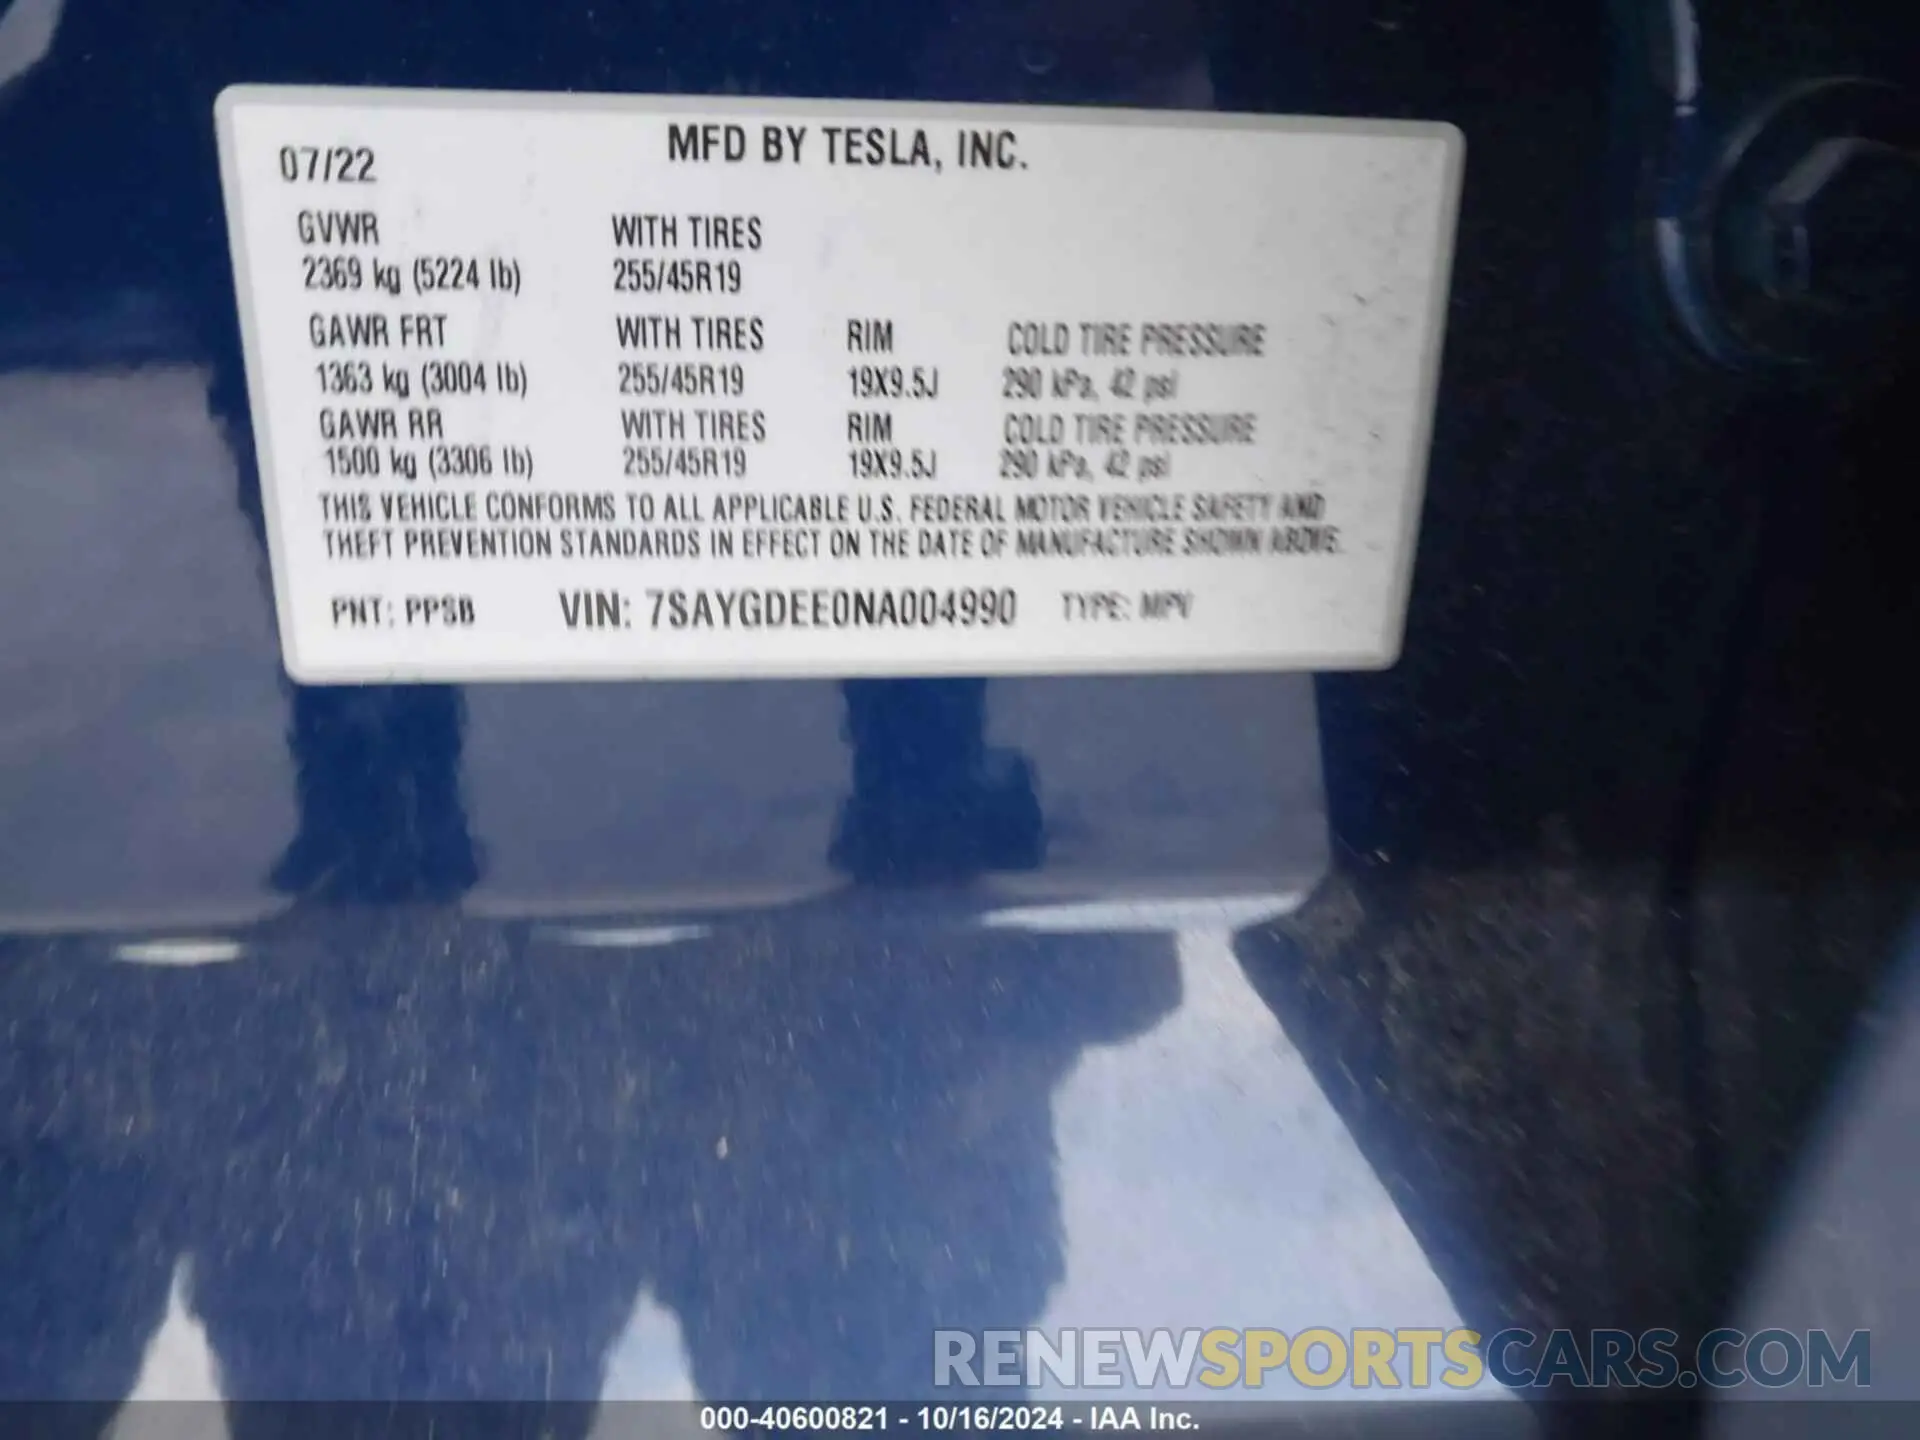 MFD BY TESLA, INC.
07/22
GVWR WITH TIRES
2369 kg (5224 lb) 255/45R19
GAWR FRT WITH TIRES RIM COLD TIRE PRESSURE
1363 kg (3004 lb) 255/45R19 19X9.5J 290 kPa, 42 psi
GAWR RR WITH TIRES RIM COLD TIRE PRESSURE
1500 kg (3306 lb) 255/45R19 19X9.5J 290 kPa, 42 psi
THIS VEHICLE CONFORMS TO ALL APPLICABLE U.S. FEDERAL MOTOR VEHICLE SAFETY AND
THEFT PREVENTION STANDARDS IN EFFECT ON THE DATE OF MANUFACTURE SHOWN ABOVE.
PNT: PPSB VIN: 7SAYGDEE0NA004990 TYPE: MPV
RENEWSPORTSCARS.COM
000-40600821 - 10/16/2024 - IAA Inc.